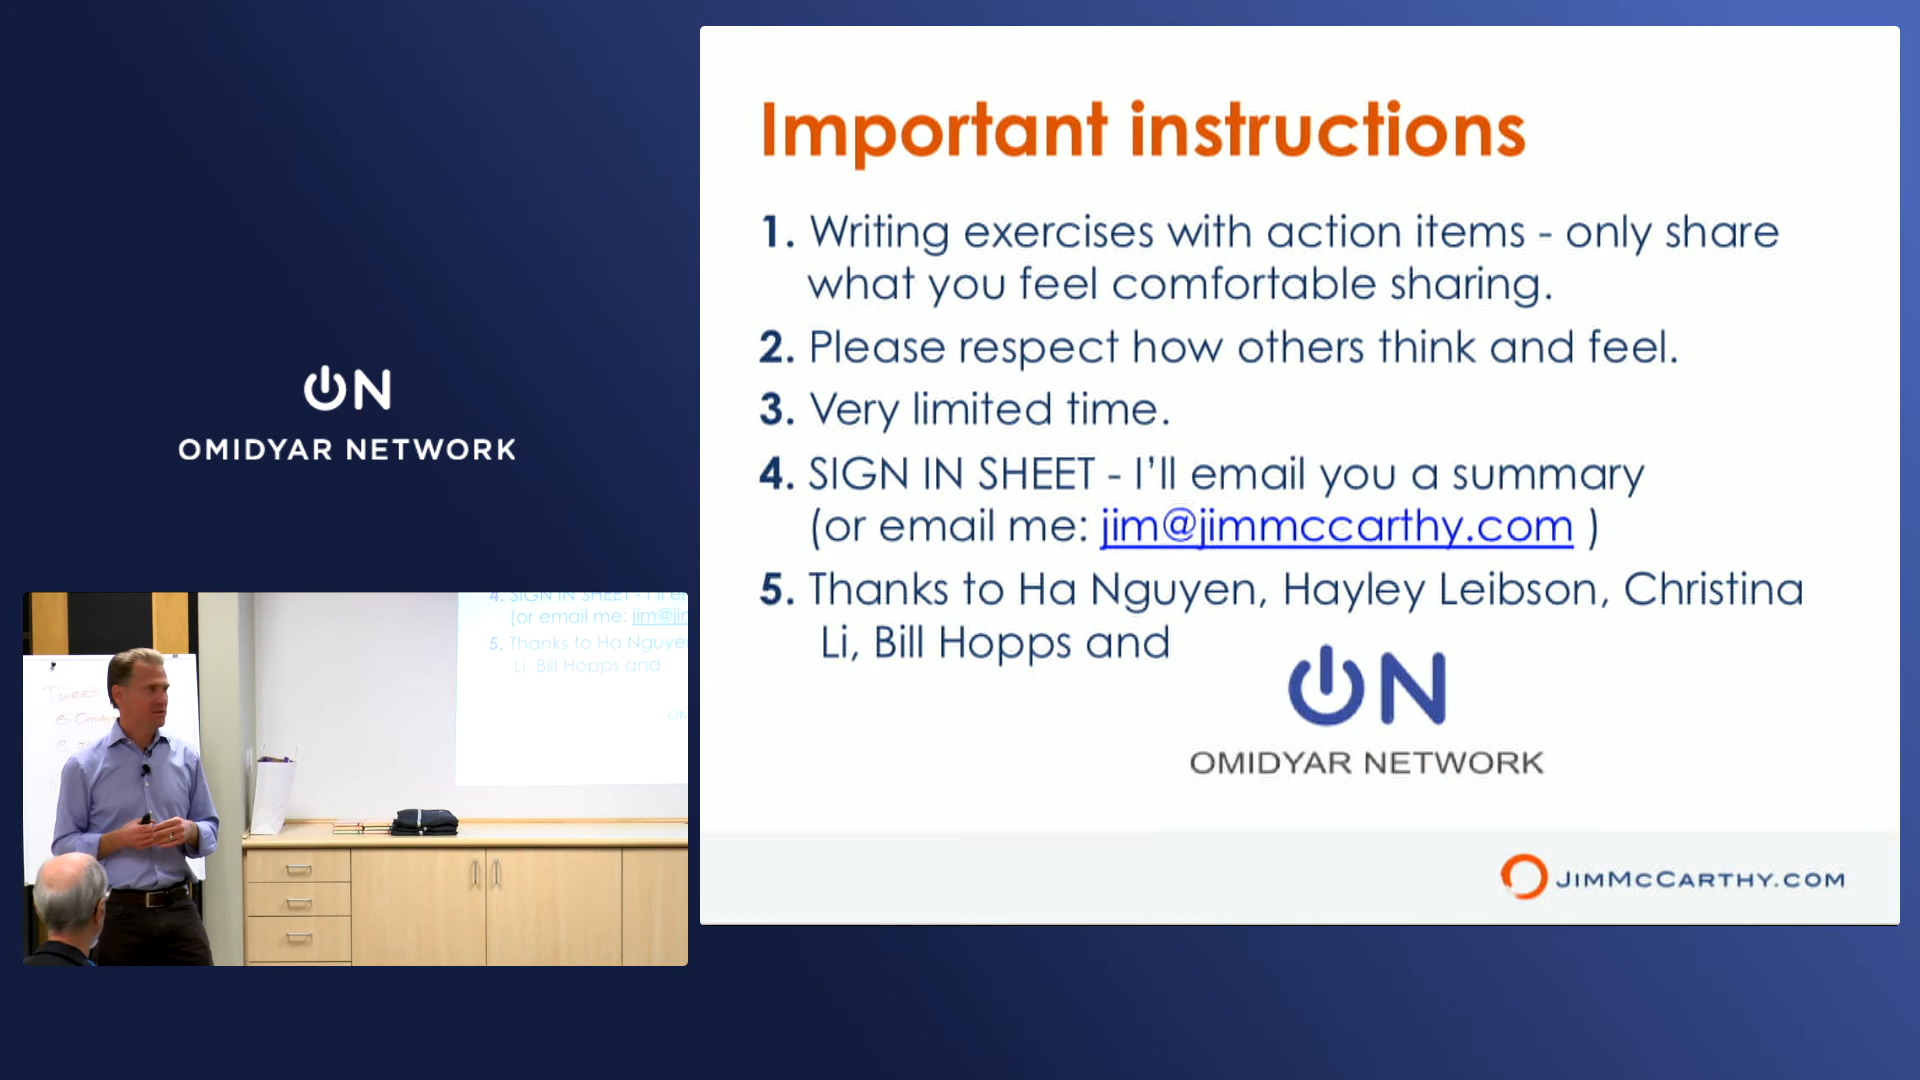 ON
OMIDYAR NETWORK
Important instructions
1. Writing exercises with action items - only share
what you feel comfortable sharing.
2. Please respect how others think and feel.
3. Very limited time.
4. SIGN IN SHEET - I'll email you a summary
(or email me: jim@jimmccarthy.com )
5. Thanks to Ha Nguyen, Hayley Leibson, Christina
Li, Bill Hopps and
ON
OMIDYAR NETWORK
JIMMCCARTHY.COM
4. SIGN IN SHEET - I'll
(or email me:
5. Thanks to Ha
Li, Bill Hopps and
Tweet